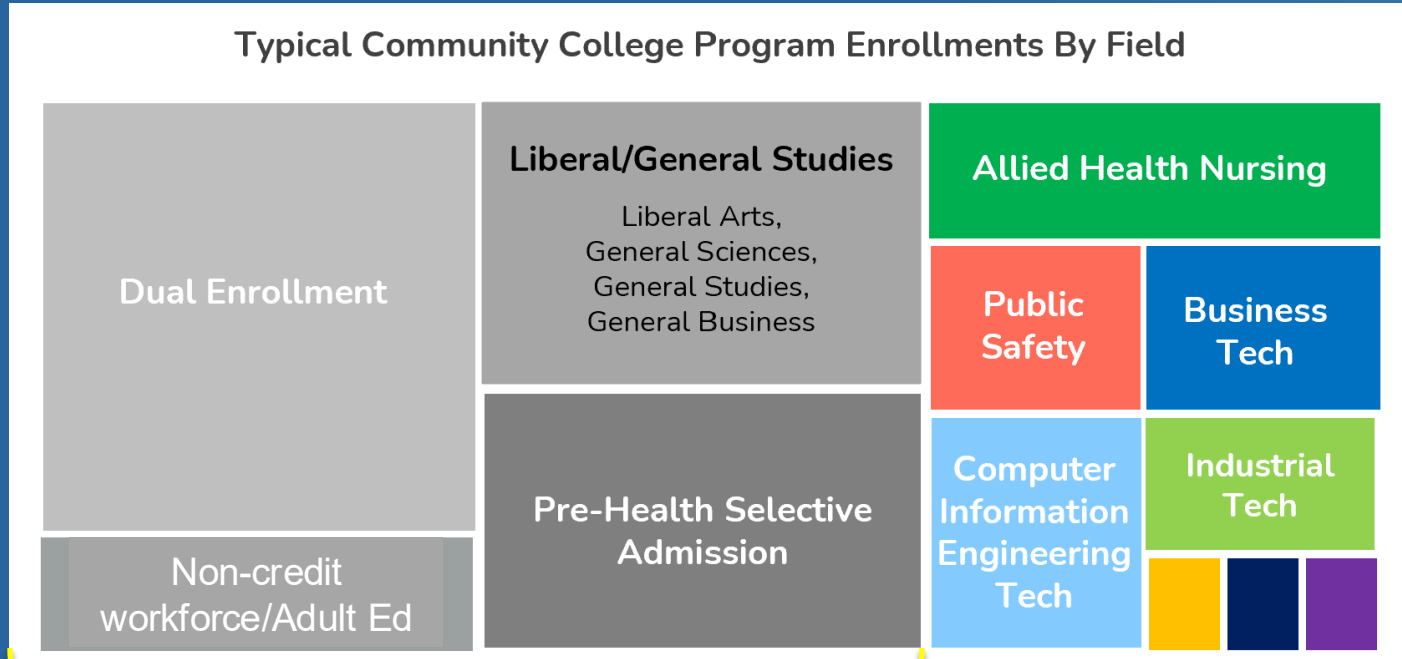 Typical Community College Program Enrollments By Field
Dual Enrollment
Non-credit
workforce/Adult Ed
Liberal/General Studies
Liberal Arts,
General Sciences,
General Studies,
General Business
Pre-Health Selective
Admission
Allied Health Nursing
Public
Safety
Business
Tech
Computer
Information
Engineering
Tech
Industrial
Tech